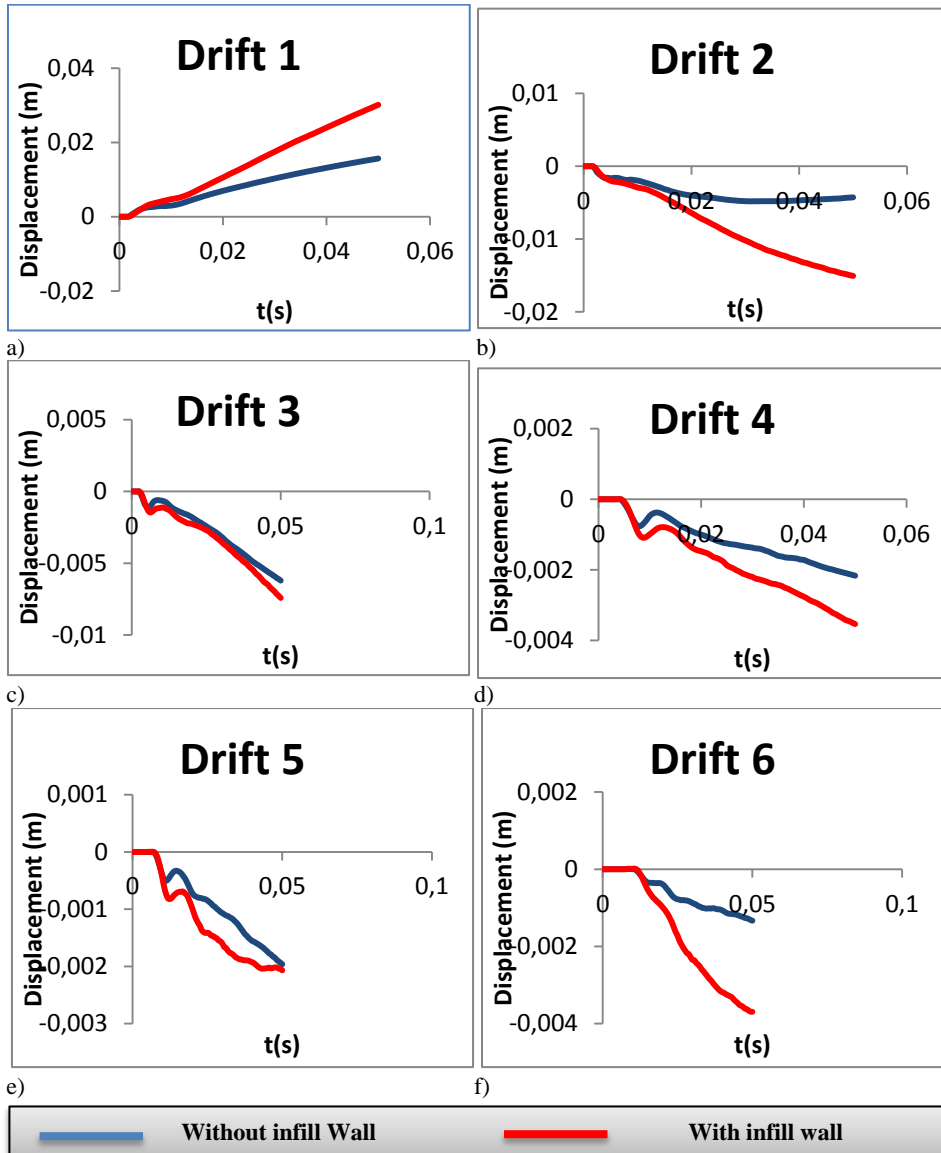 Drift 1
Displacement (m)
0,04
0,02
0
-0,02
0
0,02
0,04
0,06
t(s)
a)
Drift 2
Displacement (m)
0,01
0
-0,01
-0,02
0
0,02
0,04
0,06
t(s)
b)
Drift 3
Displacement (m)
0,005
0
-0,005
-0,01
0
0,05
0,1
t(s)
c)
Drift 4
Displacement (m)
0,002
0
-0,002
-0,004
0
0,02
0,04
0,06
t(s)
d)
Drift 5
Displacement (m)
0,001
0
-0,001
-0,002
-0,003
0
0,05
0,1
t(s)
e)
Drift 6
Displacement (m)
0,002
0
-0,002
-0,004
0
0,05
0,1
t(s)
f)
Without infill Wall
With infill wall